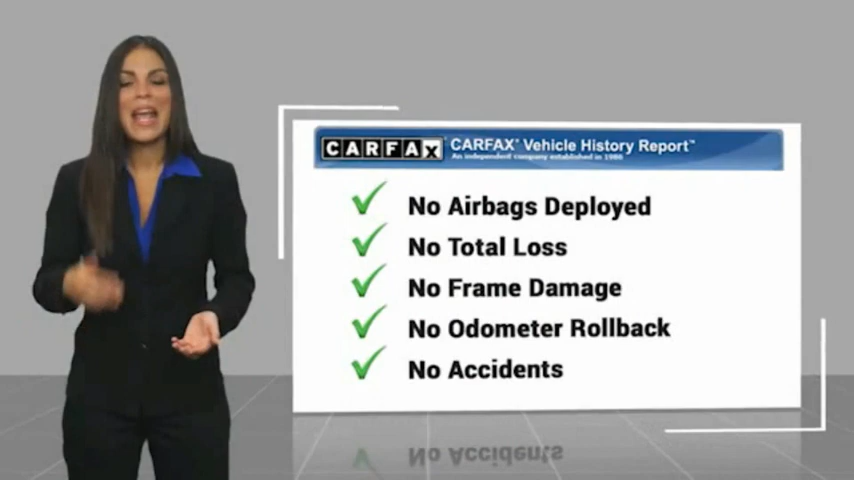 CARFAX CARFAX® Vehicle History Report™
An independent company established in 1986
No Airbags Deployed
No Total Loss
No Frame Damage
No Odometer Rollback
No Accidents
No Accidents